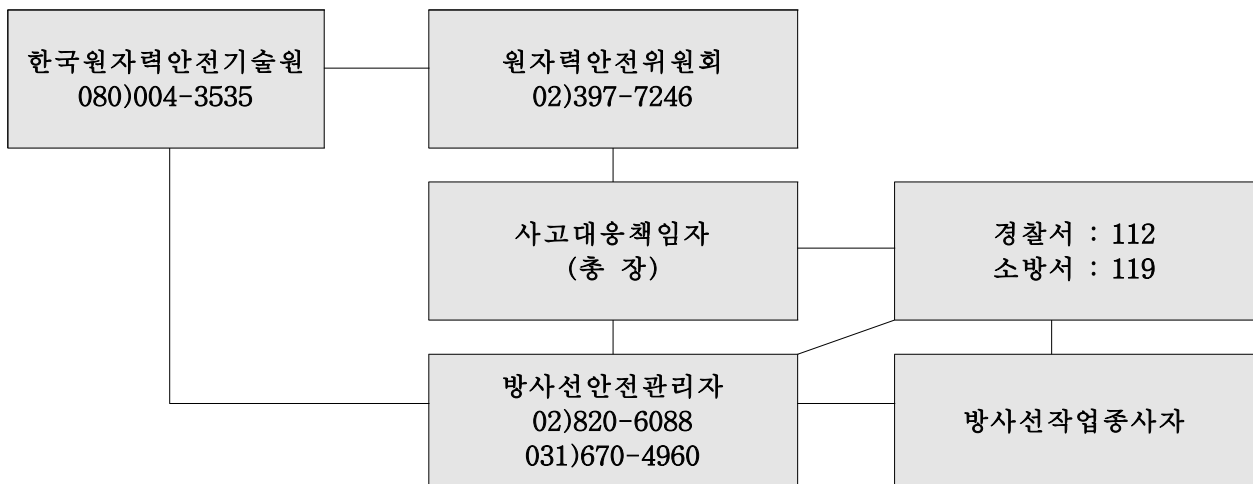 한국원자력안전기술원
080)004-3535
원자력안전위원회
02)397-7246
사고대응책임자
(총 장)
경찰서 : 112
소방서 : 119
방사선안전관리자
02)820-6088
031)670-4960
방사선작업종사자